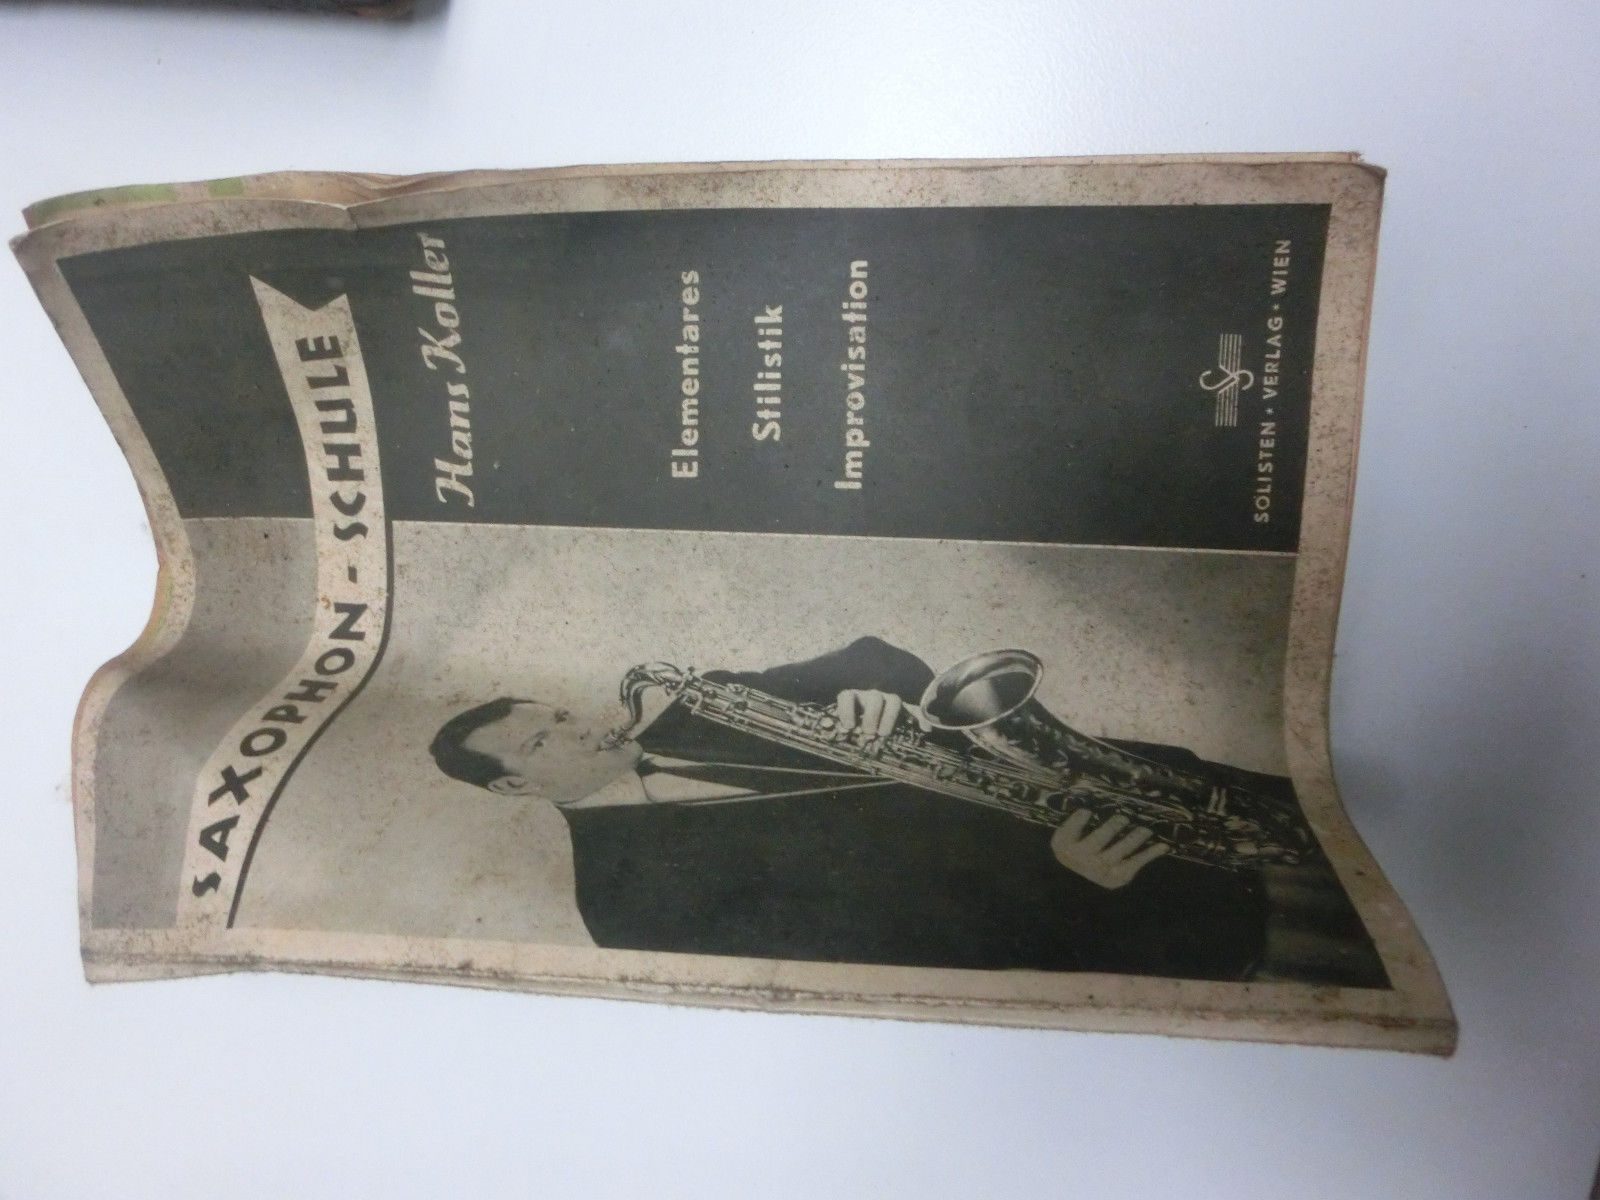 SAXOPHON - SCHULE
Hans Koller
Elementares
Stilistik
Improvisation
SOLISTEN * VERLAG * WIEN